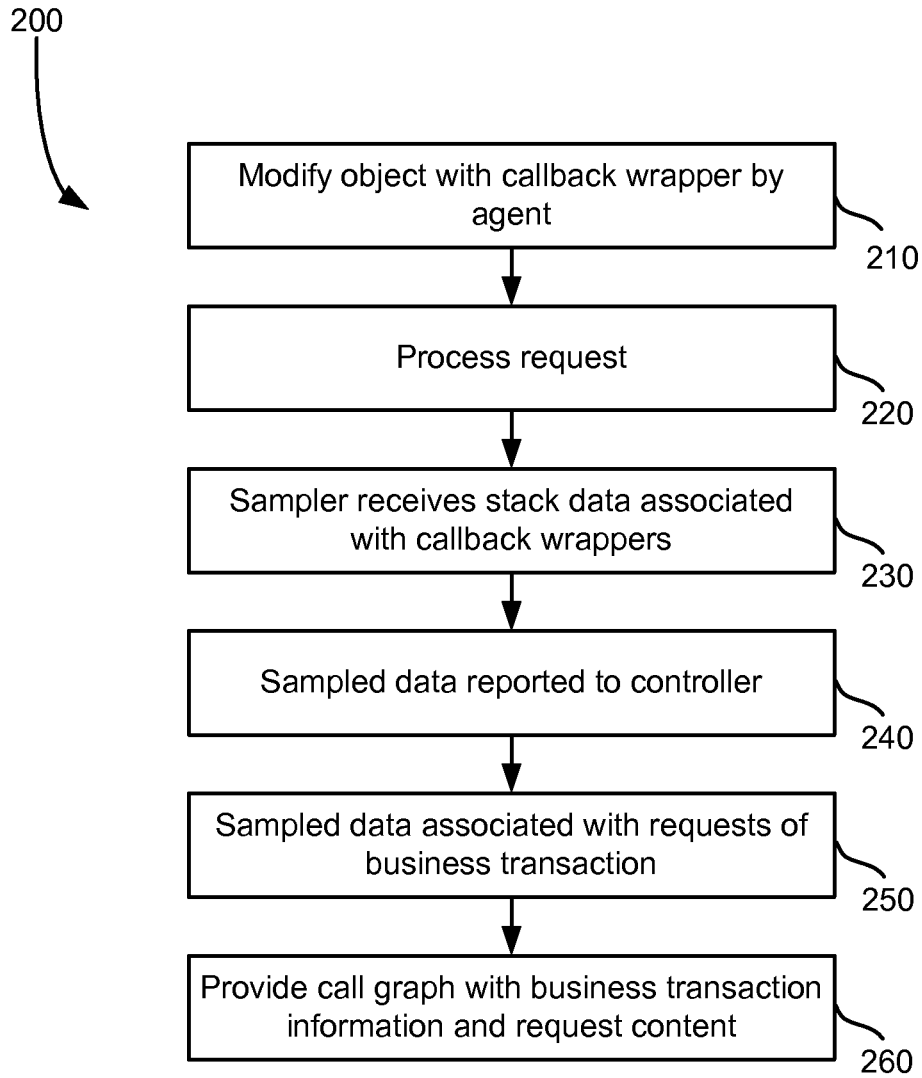 200
Modify object with callback wrapper by
agent
210
Process request
220
Sampler receives stack data associated
with callback wrappers
230
Sampled data reported to controller
240
Sampled data associated with requests of
business transaction
250
Provide call graph with business transaction
information and request content
260